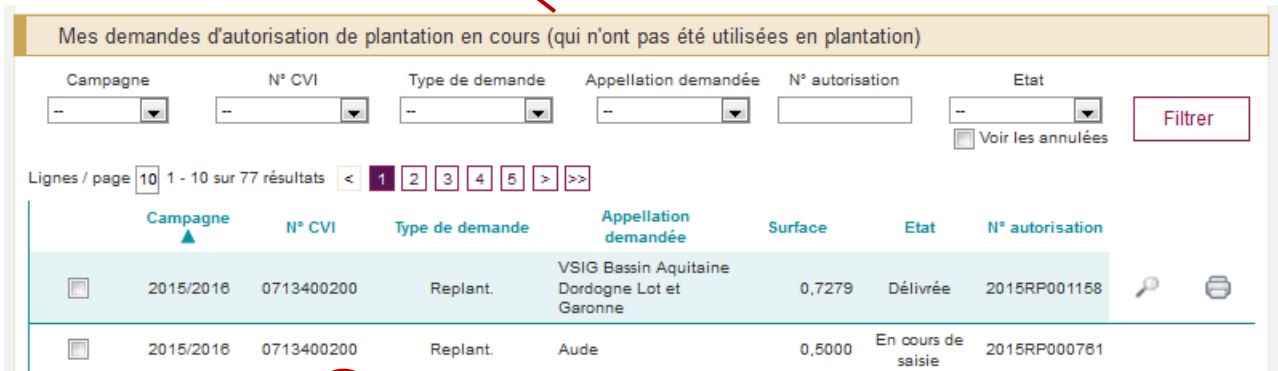 Mes demandes d'autorisation de plantation en cours (qui n'ont pas été utilisées en plantation)
Campagne N° CVI Type de demande Appellation demandée N° autorisation Etat
-- -- -- -- -- Filtrer
Voir les annulées
Lignes / page 10 1 - 10 sur 77 résultats < 1 2 3 4 5 > >>
Campagne N° CVI Type de demande Appellation demandée Surface Etat N° autorisation
2015/2016 0713400200 Replant. VSIG Bassin Aquitaine Dordogne Lot et Garonne 0,7279 Délivrée 2015RP001158
2015/2016 0713400200 Replant. Aude 0,5000 En cours de saisie 2015RP000761